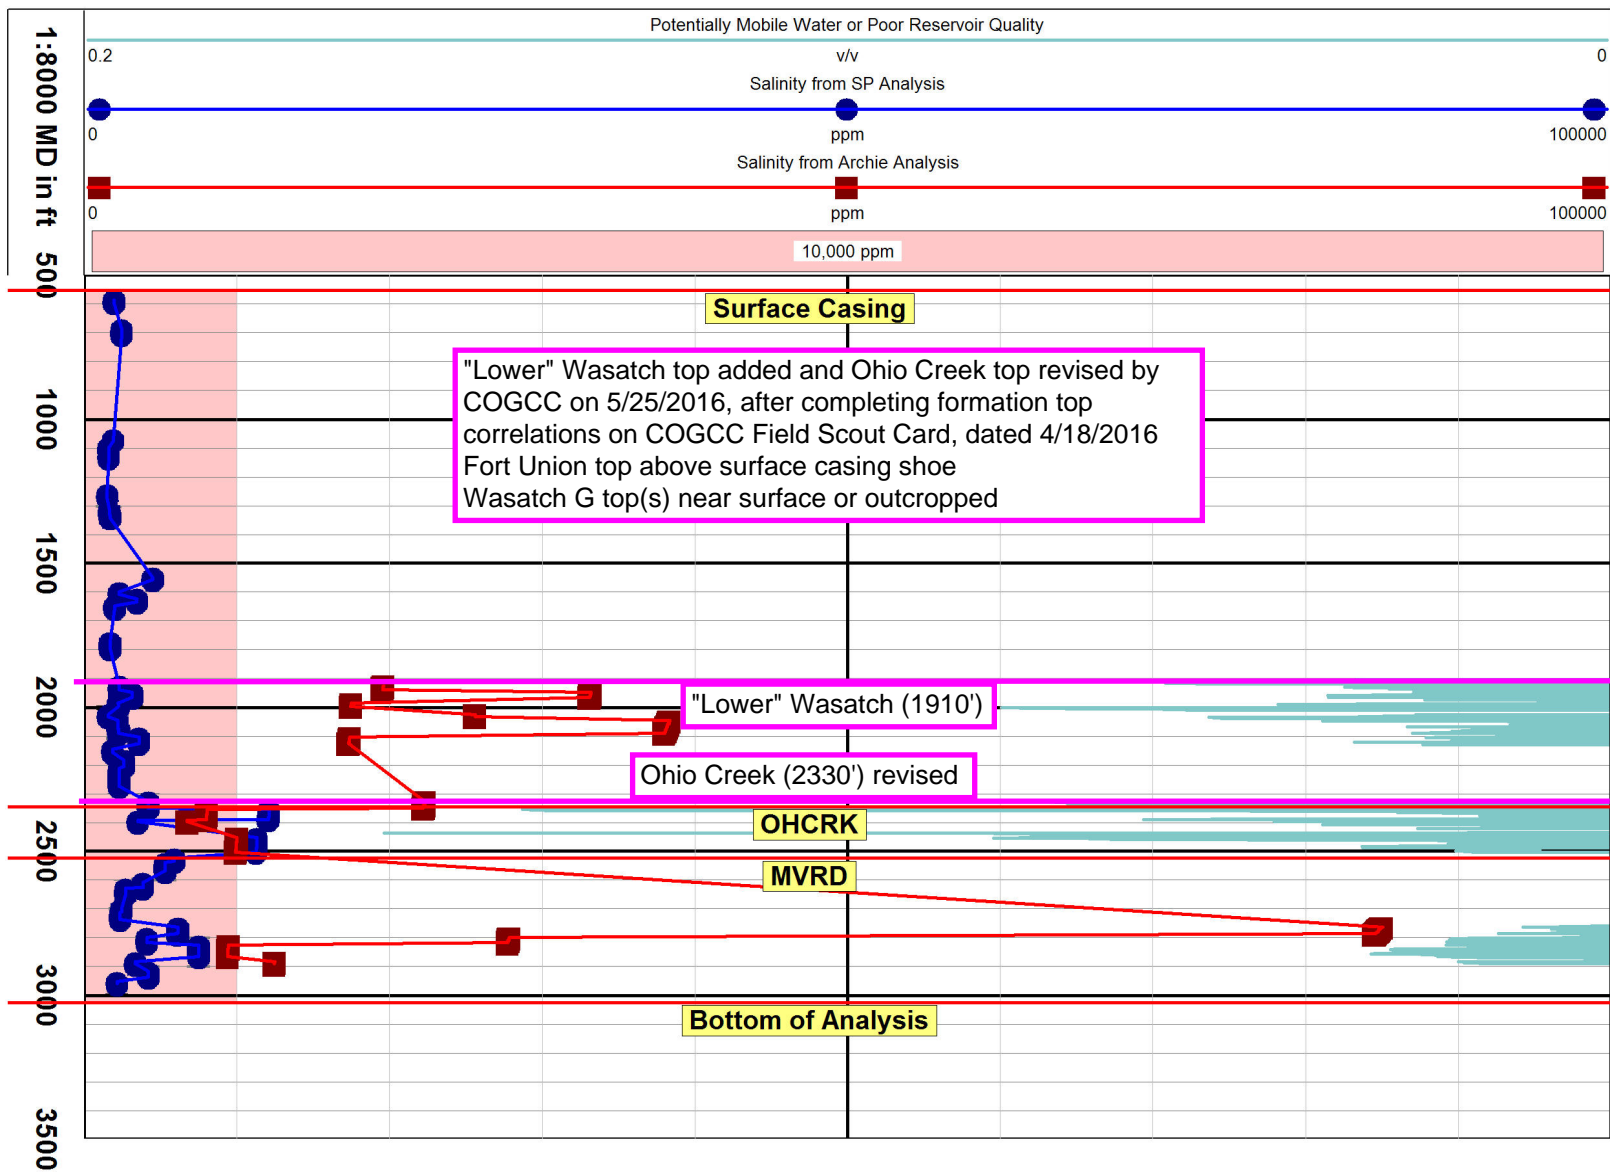 Potentially Mobile Water or Poor Reservoir Quality
0.2 v/v 0
Salinity from SP Analysis
0 ppm 100000
Salinity from Archie Analysis
0 ppm 100000
10,000 ppm
1:8000 MD in ft
500
Surface Casing
"Lower" Wasatch top added and Ohio Creek top revised by
COGCC on 5/25/2016, after completing formation top
correlations on COGCC Field Scout Card, dated 4/18/2016
Fort Union top above surface casing shoe
Wasatch G top(s) near surface or outcropped
1000
1500
2000
"Lower" Wasatch (1910')
Ohio Creek (2330') revised
OHCRK
2500
MVRD
3000
Bottom of Analysis
3500